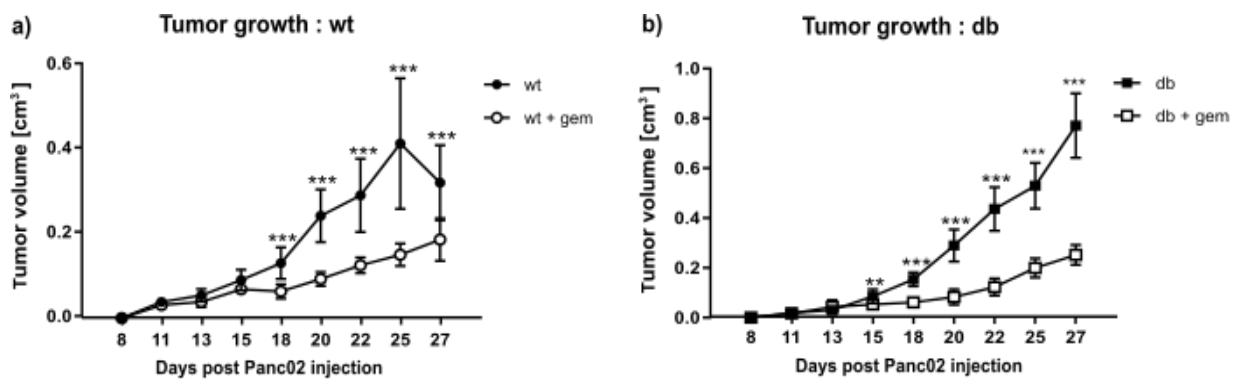 a)
Tumor growth : wt
Tumor volume [cm³]
0.6
0.4
0.2
0.0
***
***
***
***
***
wt
wt + gem
8 11 13 15 18 20 22 25 27
Days post Panc02 injection
b)
Tumor growth : db
Tumor volume [cm³]
1.0
0.8
0.6
0.4
0.2
0.0
**
***
***
***
***
***
db
db + gem
8 11 13 15 18 20 22 25 27
Days post Panc02 injection